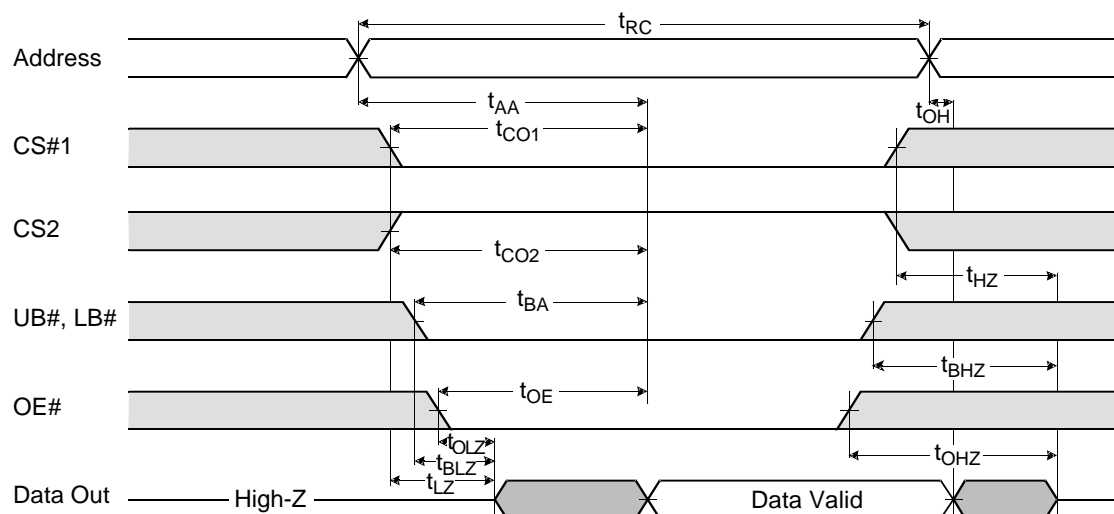 tRC
Address
tAA
tOH
CS#1
tCO1
CS2
tCO2
tHZ
UB#, LB#
tBA
tBHZ
OE#
tOE
tOLZ
tBLZ
tOHZ
tLZ
Data Out
High-Z
Data Valid